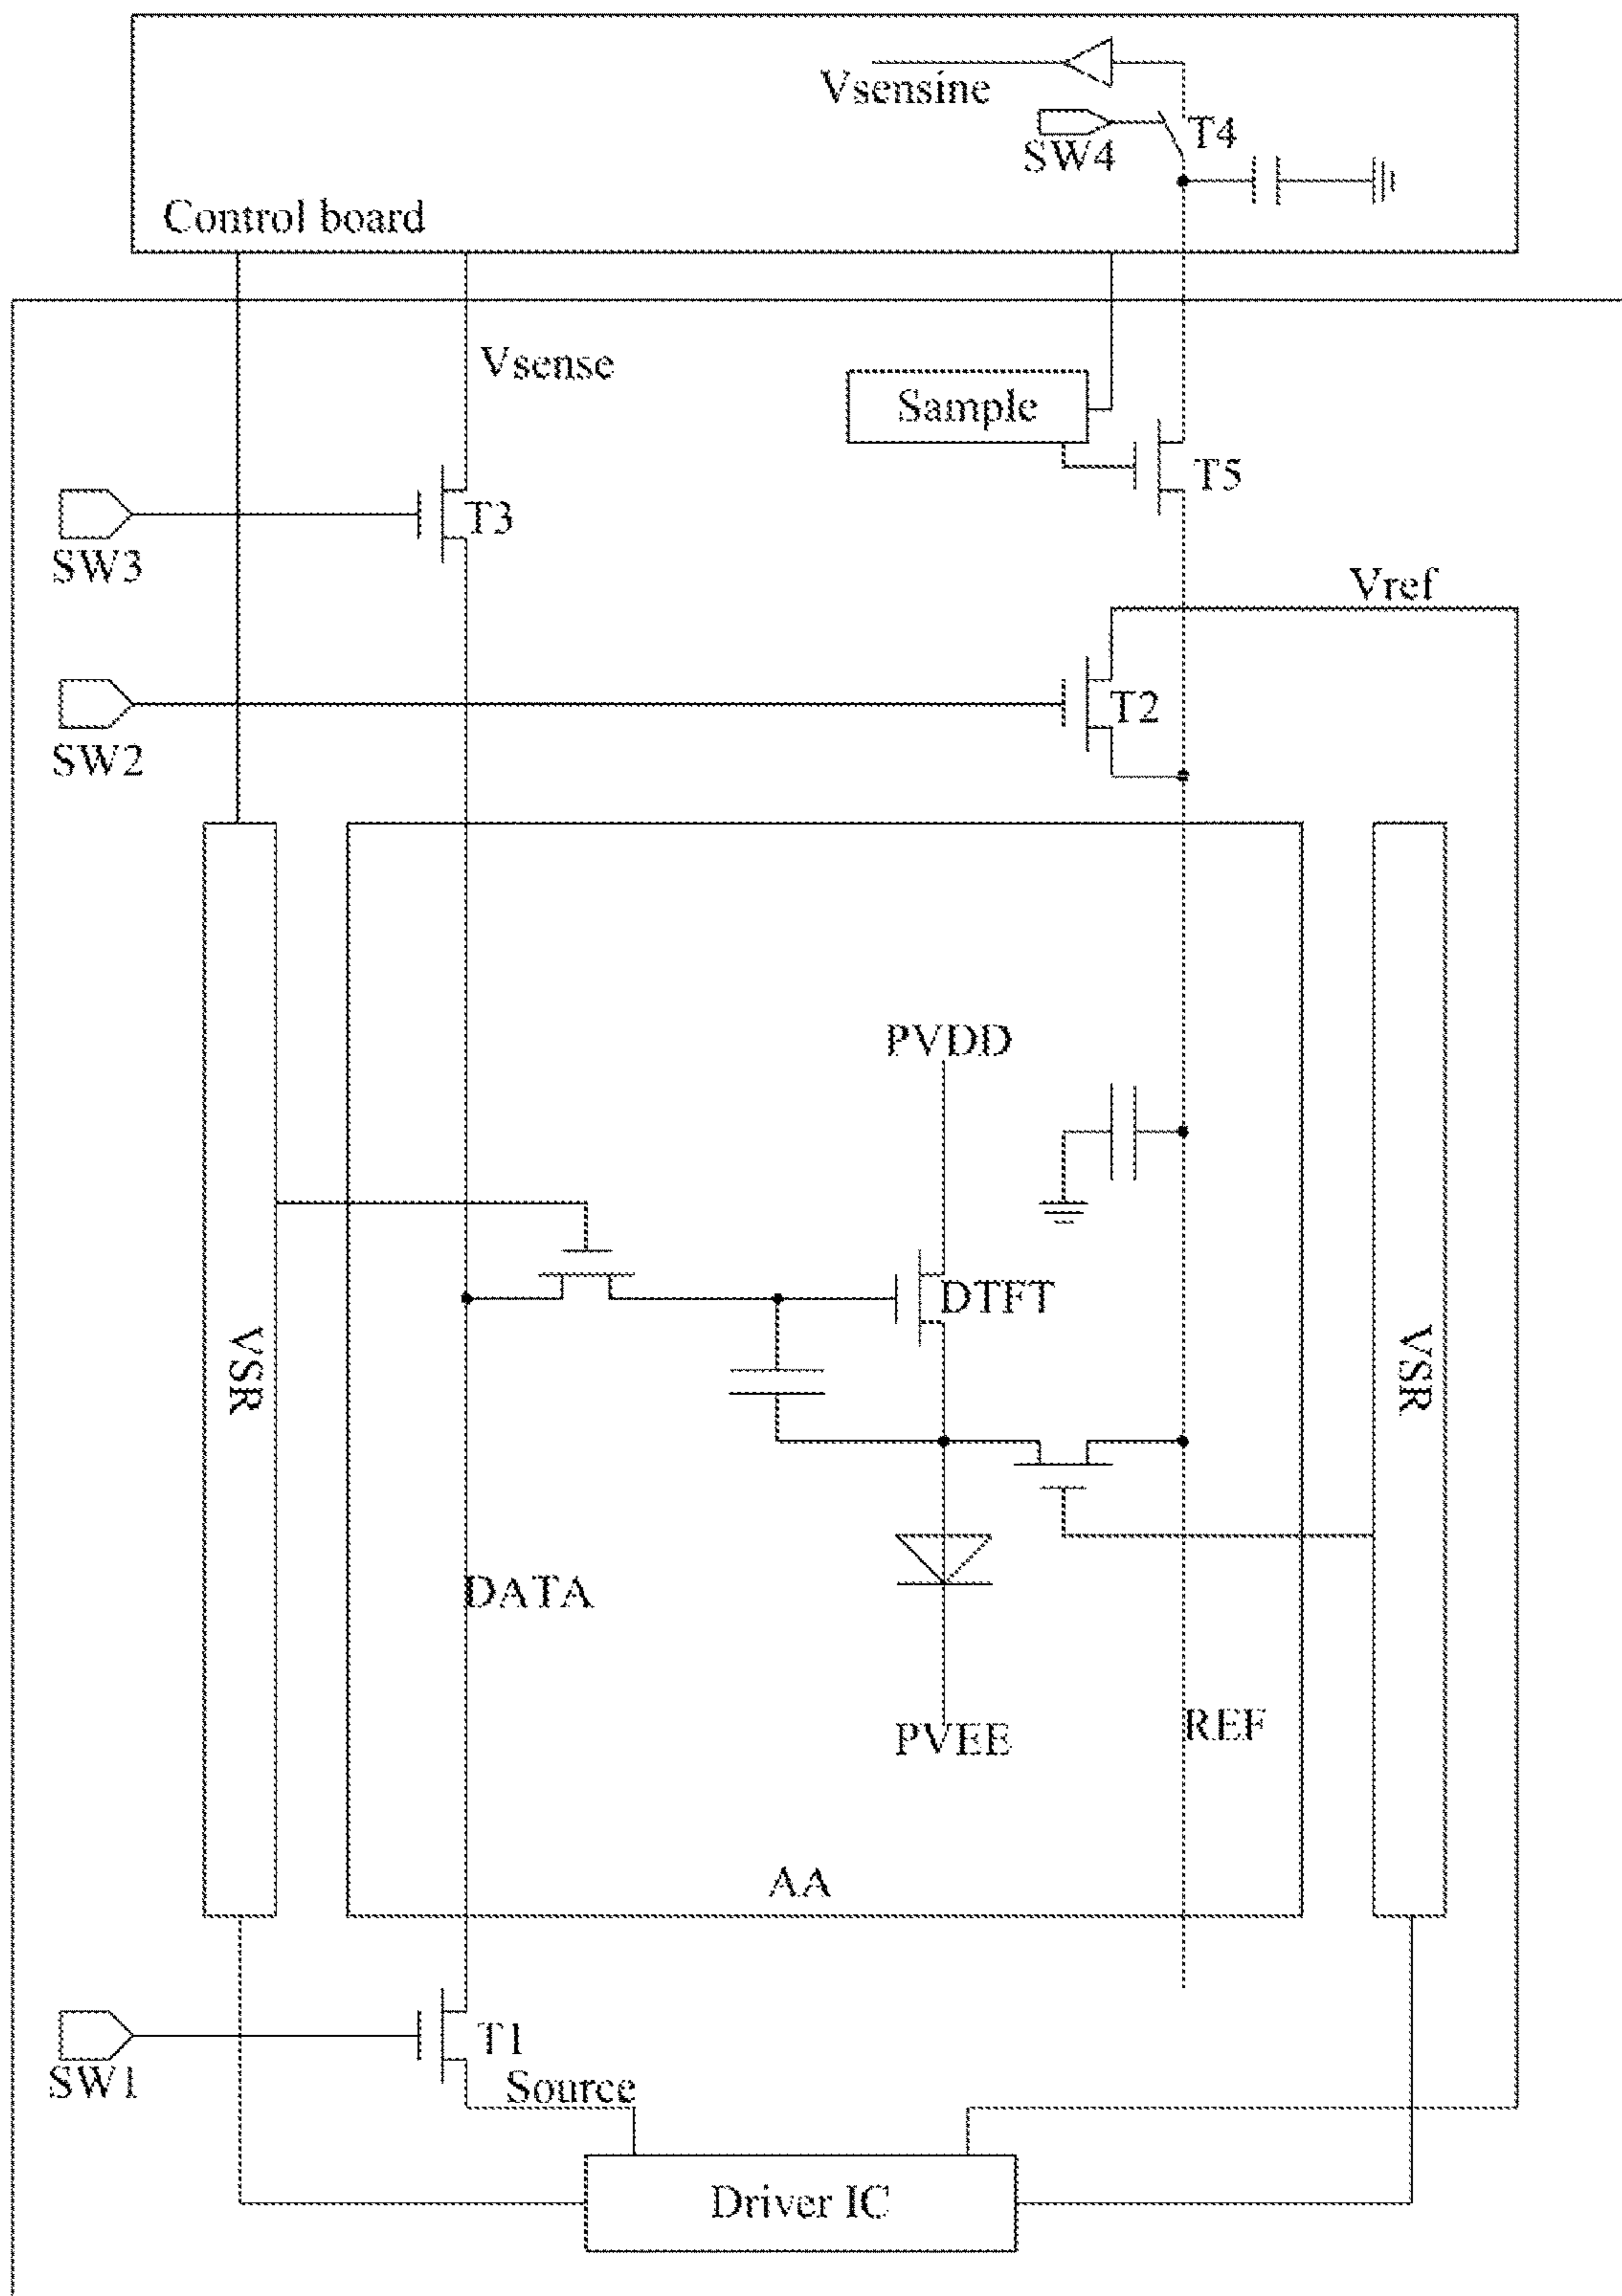 Vsensine
T4
SW4
Control board
Vsense
Sample
T5
T3
SW3
Vref
T2
SW2
PVDD
DTFT
VSR
VSR
DATA
REF
PVEE
AA
T1
SW1
Source
Driver IC